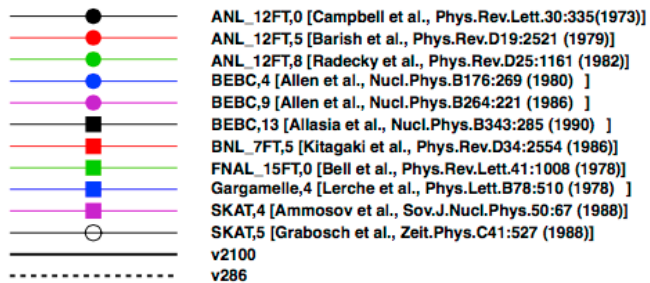 ANL_12FT,0 [Campbell et al., Phys.Rev.Lett.30:335(1973)]
ANL_12FT,5 [Barish et al., Phys.Rev.D19:2521 (1979)]
ANL_12FT,8 [Radecky et al., Phys.Rev.D25:1161 (1982)]
BEBC,4 [Allen et al., Nucl.Phys.B176:269 (1980) ]
BEBC,9 [Allen et al., Nucl.Phys.B264:221 (1986) ]
BEBC,13 [Allasia et al., Nucl.Phys.B343:285 (1990) ]
BNL_7FT,5 [Kitagaki et al., Phys.Rev.D34:2554 (1986)]
FNAL_15FT,0 [Bell et al., Phys.Rev.Lett.41:1008 (1978)]
Gargamelle,4 [Lerche et al., Phys.Lett.B78:510 (1978) ]
SKAT,4 [Ammosov et al., Sov.J.Nucl.Phys.50:67 (1988)]
SKAT,5 [Grabosch et al., Zeit.Phys.C41:527 (1988)]
v2100
v286